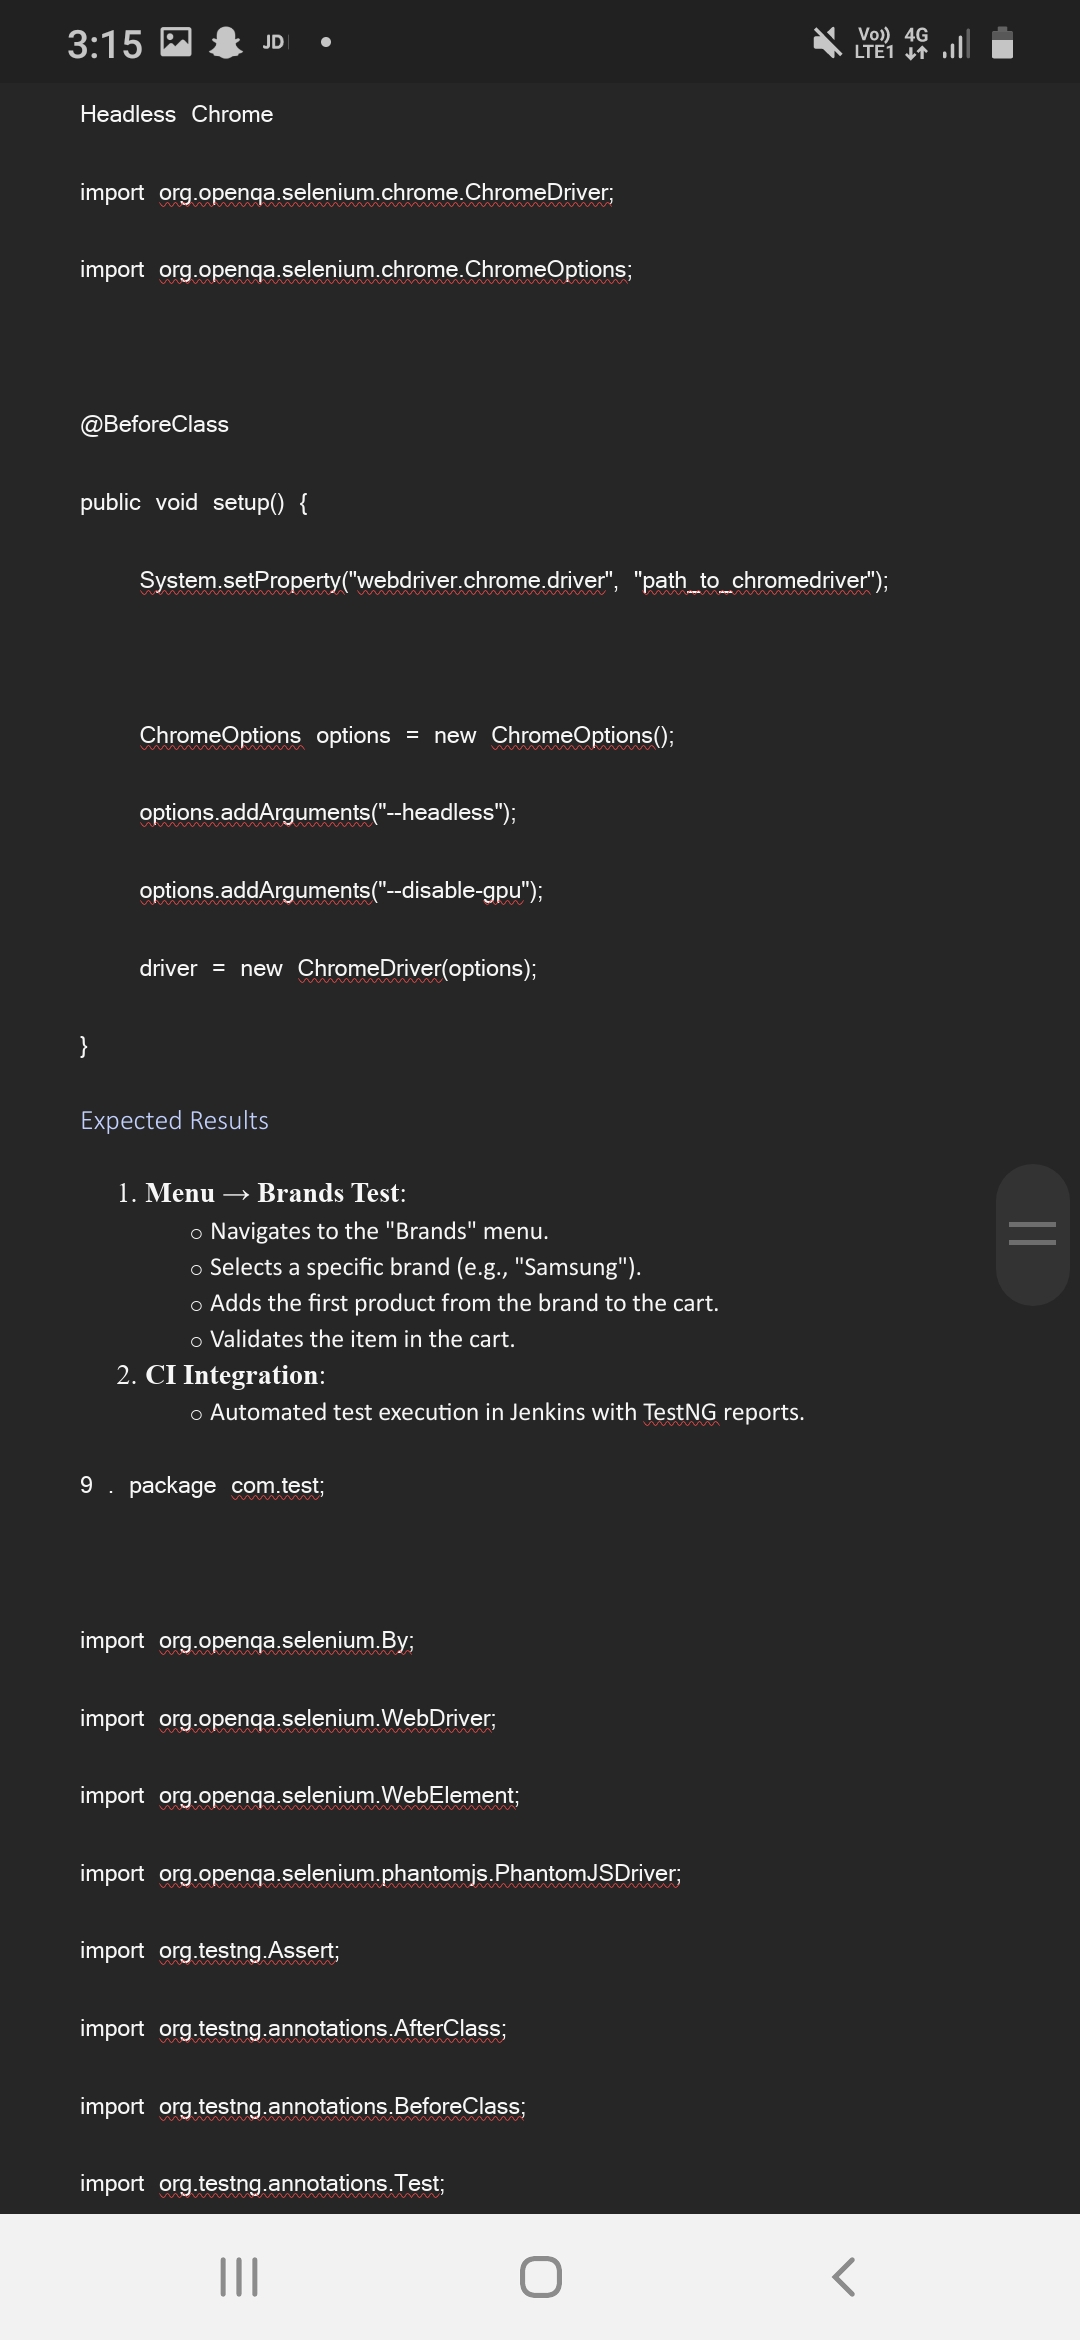 3:15 JD
Vo)) 4G
LTE1
Headless Chrome
import org.openqa.selenium.chrome.ChromeDriver;
import org.openqa.selenium.chrome.ChromeOptions;
@BeforeClass
public void setup() {
System.setProperty("webdriver.chrome.driver", "path_to_chromedriver");
ChromeOptions options = new ChromeOptions();
options.addArguments("--headless");
options.addArguments("--disable-gpu");
driver = new ChromeDriver(options);
}
Expected Results
1. Menu → Brands Test:
o Navigates to the "Brands" menu.
o Selects a specific brand (e.g., "Samsung").
o Adds the first product from the brand to the cart.
o Validates the item in the cart.
2. CI Integration:
o Automated test execution in Jenkins with TestNG reports.
9 . package com.test;
import org.openqa.selenium.By;
import org.openqa.selenium.WebDriver;
import org.openqa.selenium.WebElement;
import org.openqa.selenium.phantomjs.PhantomJSDriver;
import org.testng.Assert;
import org.testng.annotations.AfterClass;
import org.testng.annotations.BeforeClass;
import org.testng.annotations.Test;